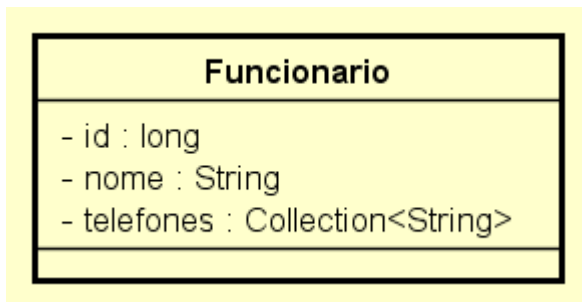 Funcionario
- id : long
- nome : String
- telefones : Collection<String>